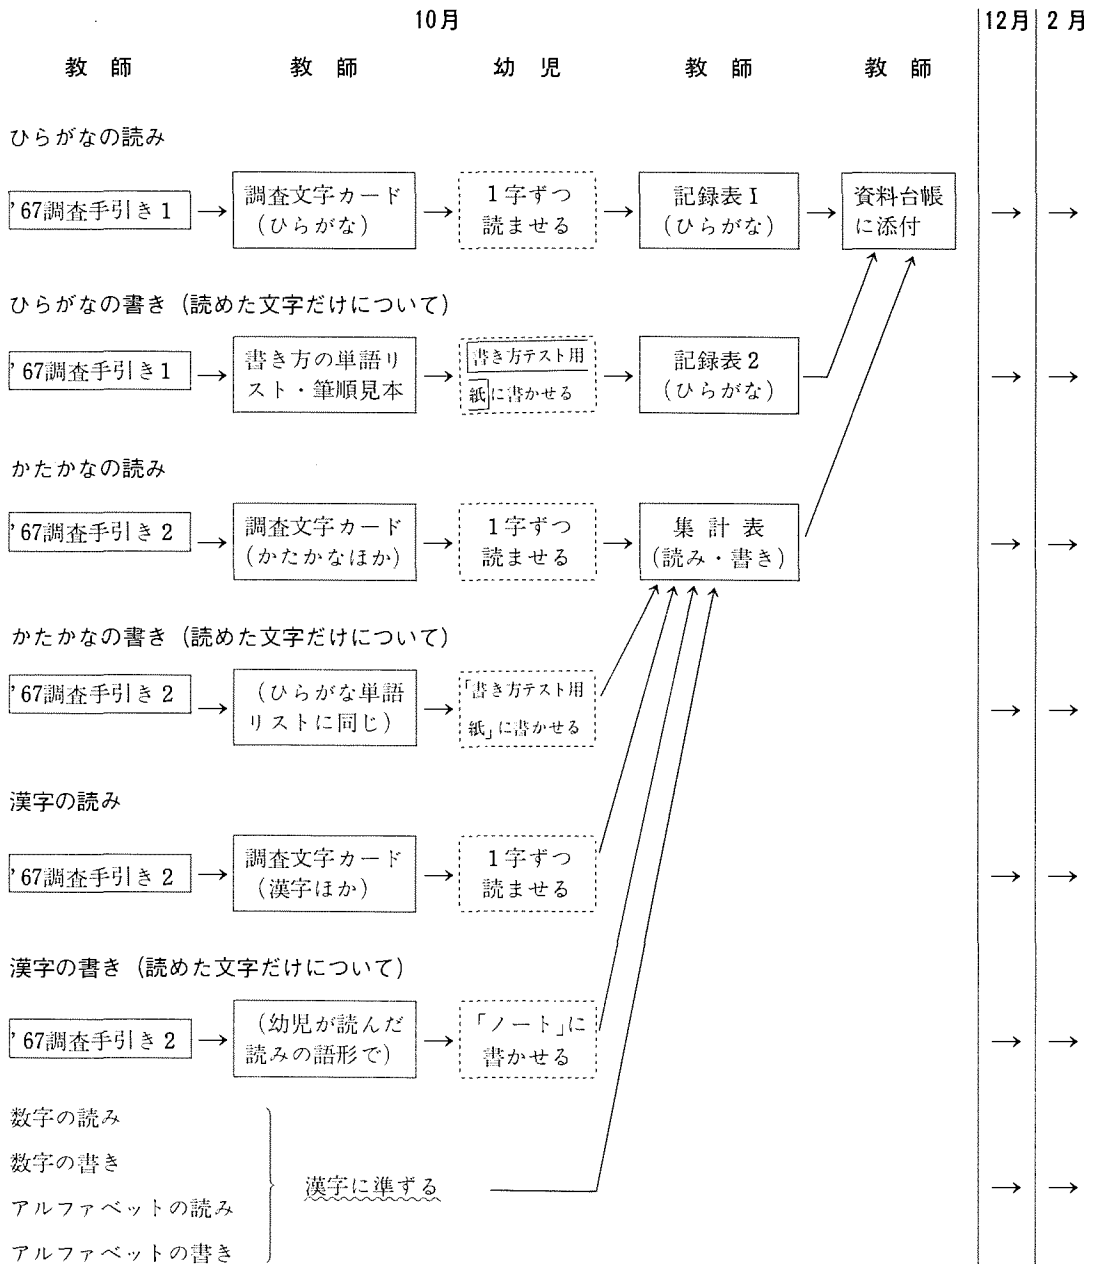 10月
12月
2 月
教 師
教 師
幼 児
教 師
教 師
ひらがなの読み
'67調査手引き1
→
調査文字カード
(ひらがな)
→
1字ずつ
読ませる
→
記録表I
(ひらがな)
→
資料台帳
に添付
→
→
ひらがなの書き (読めた文字だけについて)
'67調査手引き1
→
書き方の単語リ
スト・筆順見本
→
書き方テスト用
紙に書かせる
→
記録表2
(ひらがな)
→
→
かたかなの読み
'67調査手引き2
→
調査文字カード
(かたかなほか)
→
1字ずつ
読ませる
→
集 計 表
(読み・書き)
→
→
かたかなの書き (読めた文字だけについて)
'67調査手引き2
→
(ひらがな単語
リストに同じ)
→
「書き方テスト用
紙」に書かせる
→
→
漢字の読み
'67調査手引き2
→
調査文字カード
(漢字ほか)
→
1字ずつ
読ませる
→
→
漢字の書き (読めた文字だけについて)
'67調査手引き2
→
(幼児が読んだ
読みの語形で)
→
「ノート」に
書かせる
→
→
数字の読み
数字の書き
アルファベットの読み
アルファベットの書き
漢字に準ずる
→
→